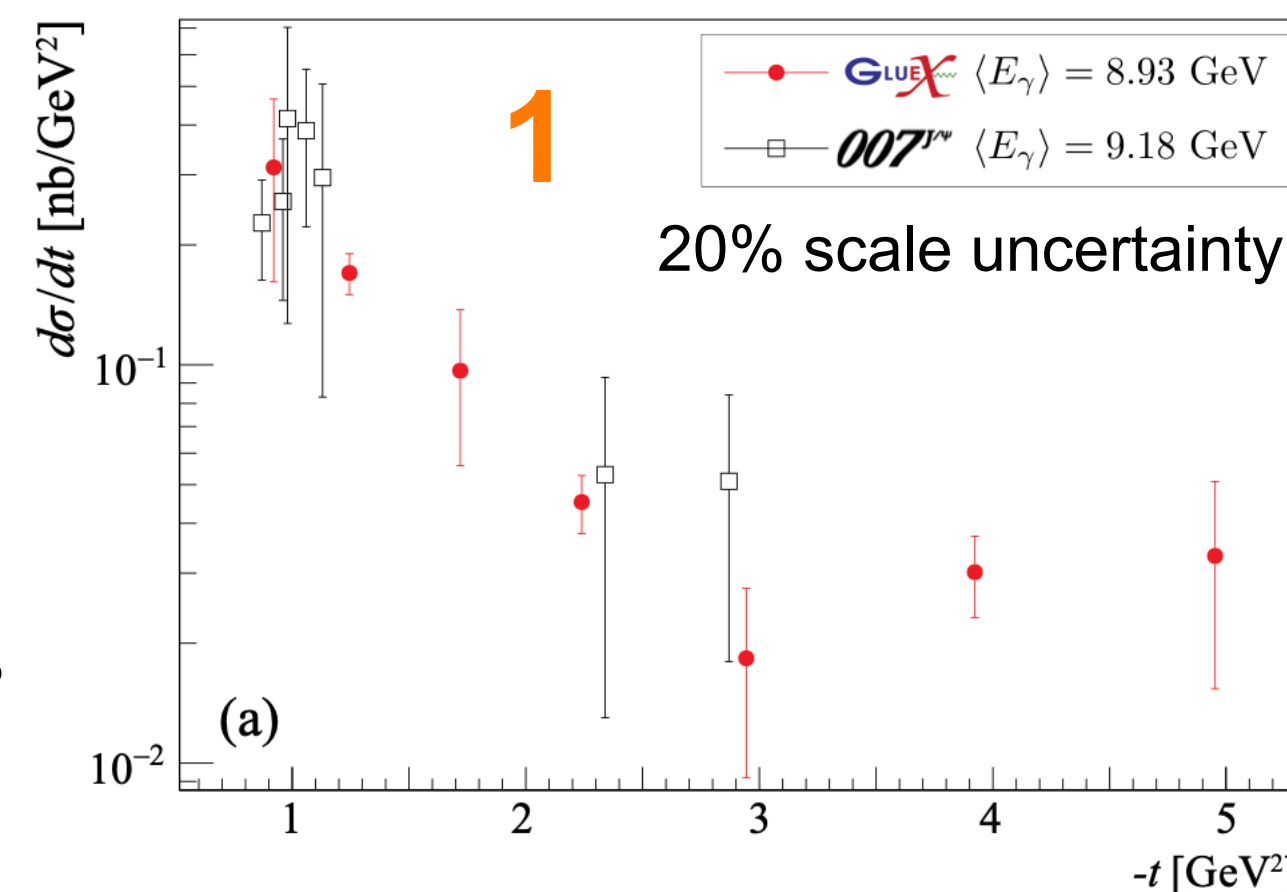 dσ/dt [nb/GeV²]
1
GLUEX ⟨Eγ⟩ = 8.93 GeV
007 J/ψ ⟨Eγ⟩ = 9.18 GeV
20% scale uncertainty
10⁻¹
(a)
10⁻²
1 2 3 4 5
-t [GeV²